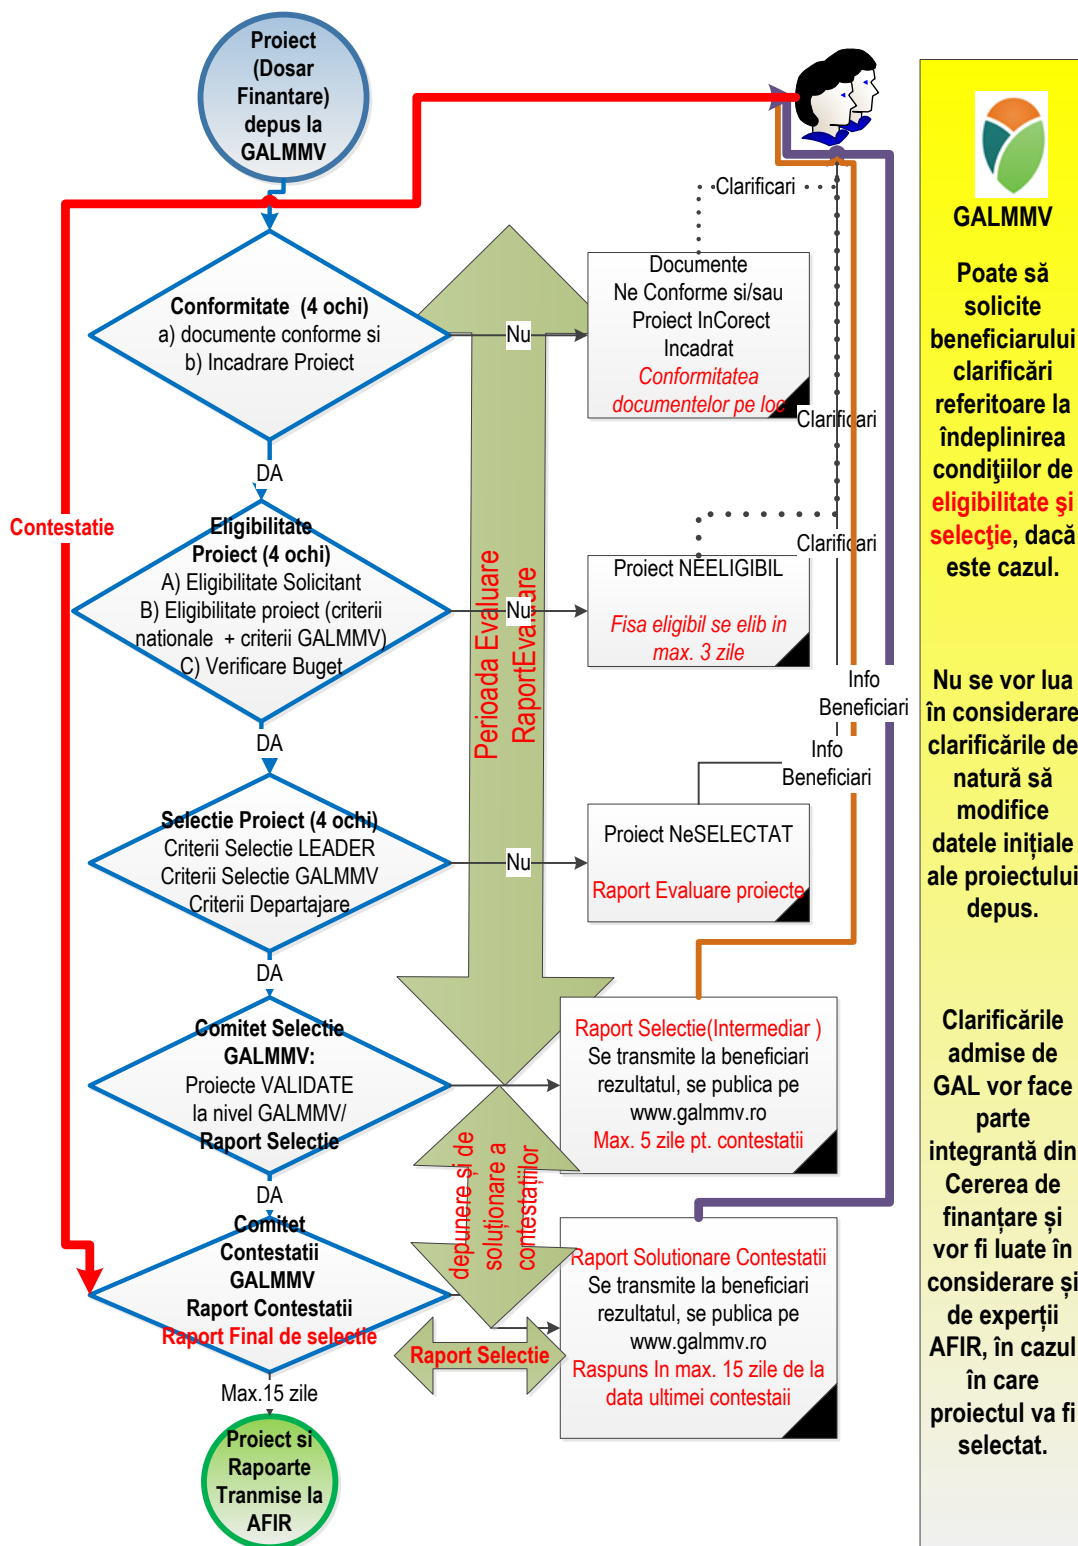 Proiect
(Dosar
Finantare)
depus la
GALMMV
Clarificari
Conformitate (4 ochi)
a) documente conforme si
b) Incadrare Proiect
Nu
Documente
Ne Conforme si/sau
Proiect InCorect
Incadrat
Conformitatea
documentelor pe loc
Clarificari
DA
Contestatie
Eligibilitate
Proiect (4 ochi)
A) Eligibilitate Solicitant
B) Eligibilitate proiect (criterii
nationale + criterii GALMMV)
C) Verificare Buget
Nu
Clarificari
Proiect NEELIGIBIL
Fisa eligibil se elib in
max. 3 zile
Perioada Evaluare
RaportEvaluare
Info
Beneficiari
DA
Info
Beneficiari
Selectie Proiect (4 ochi)
Criterii Selectie LEADER
Criterii Selectie GALMMV
Criterii Departajare
Nu
Proiect NeSELECTAT
Raport Evaluare proiecte
DA
Comitet Selectie
GALMMV:
Proiecte VALIDATE
la nivel GALMMV/
Raport Selectie
Raport Selectie(Intermediar )
Se transmite la beneficiari
rezultatul, se publica pe
www.galmmv.ro
Max. 5 zile pt. contestatii
depunere și de
soluționare a
contestațiilor
DA
Comitet
Contestatii
GALMMV
Raport Contestatii
Raport Final de selectie
Raport Selectie
Raport Solutionare Contestatii
Se transmite la beneficiari
rezultatul, se publica pe
www.galmmv.ro
Raspuns In max. 15 zile de la
data ultimei contestaii
Max.15 zile
Proiect si
Rapoarte
Tranmise la
AFIR
GALMMV
Poate să
solicite
beneficiarului
clarificări
referitoare la
îndeplinirea
condiţiilor de
eligibilitate şi
selecţie, dacă
este cazul.
Nu se vor lua
în considerare
clarificările de
natură să
modifice
datele inițiale
ale proiectului
depus.
Clarificările
admise de
GAL vor face
parte
integrantă din
Cererea de
finanțare și
vor fi luate în
considerare și
de experții
AFIR, în cazul
în care
proiectul va fi
selectat.